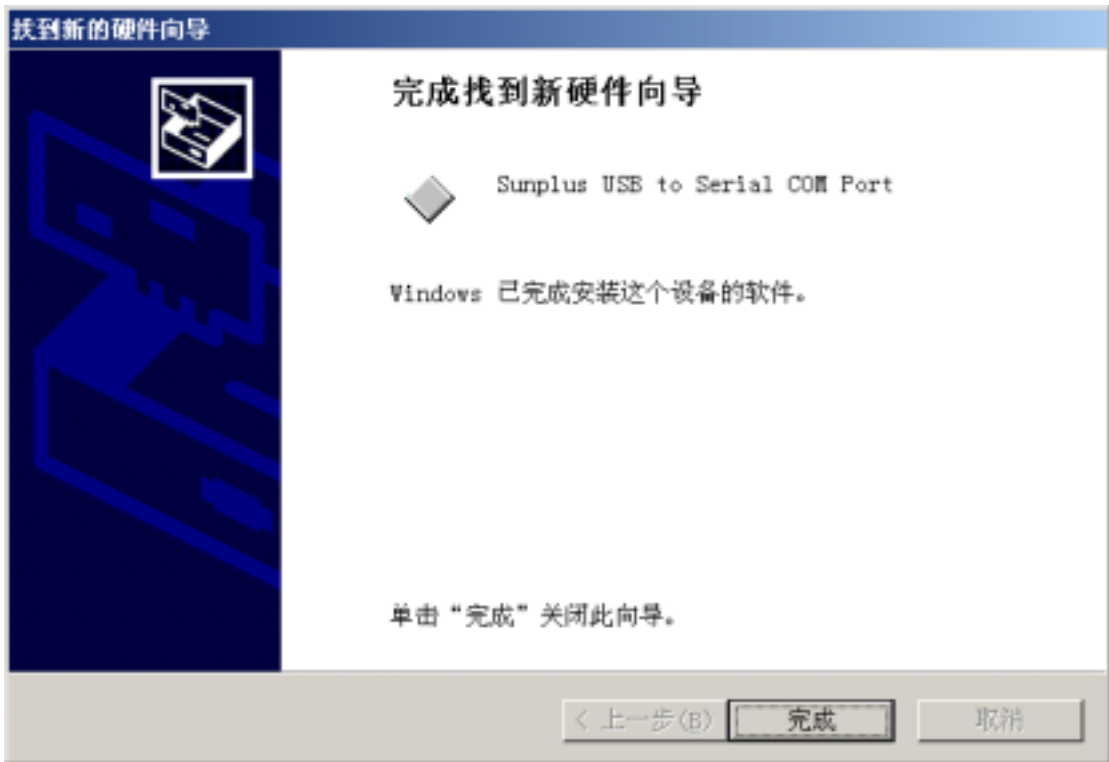 找到新的硬件向导
完成找到新硬件向导
Sunplus USB to Serial COM Port
Windows 已完成安装这个设备的软件。
单击“完成”关闭此向导。
< 上一步(B) 完成 取消